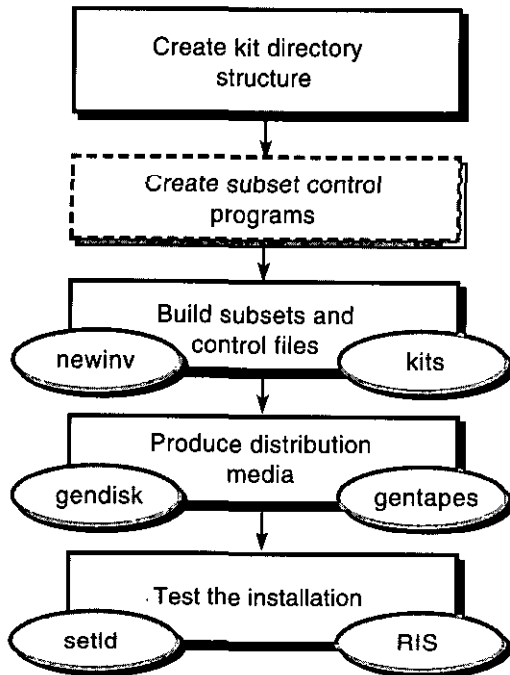 Create kit directory
structure
Create subset control
programs
Build subsets and
control files
newinv
kits
Produce distribution
media
gendisk
gentapes
Test the installation
setld
RIS